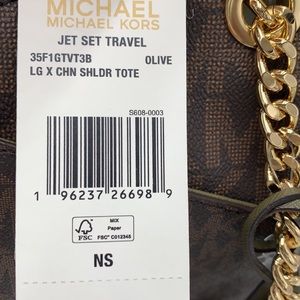 MICHAEL
MICHAEL KORS
JET SET TRAVEL
35F1GTVT3B OLIVE
LG X CHN SHLDR TOTE
S608-0003
1 96237 26698 9
FSC
MIX
Paper
FSC® C012345
NS